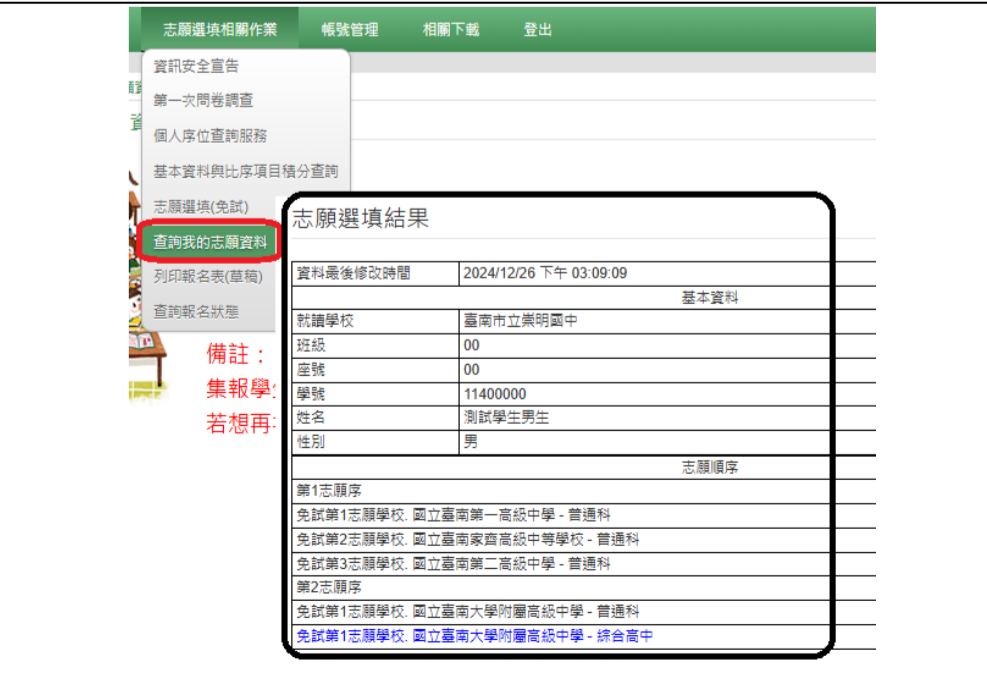 志願選填相關作業 帳號管理 相關下載 登出
資訊安全宣告
第一次問卷調查
個人序位查詢服務
基本資料與比序項目積分查詢
志願選填(免試)
查詢我的志願資料
列印報名表(草稿)
查詢報名狀態
備註：
集報學
若想再
志願選填結果
資料最後修改時間 2024/12/26 下午 03:09:09
基本資料
就讀學校 臺南市立崇明國中
班級 00
座號 00
學號 11400000
姓名 測試學生男生
性別 男
志願順序
第1志願序
免試第1志願學校. 國立臺南第一高級中學 - 普通科
免試第2志願學校. 國立臺南家齊高級中等學校 - 普通科
免試第3志願學校. 國立臺南第二高級中學 - 普通科
第2志願序
免試第1志願學校. 國立臺南大學附屬高級中學 - 普通科
免試第1志願學校. 國立臺南大學附屬高級中學 - 綜合高中